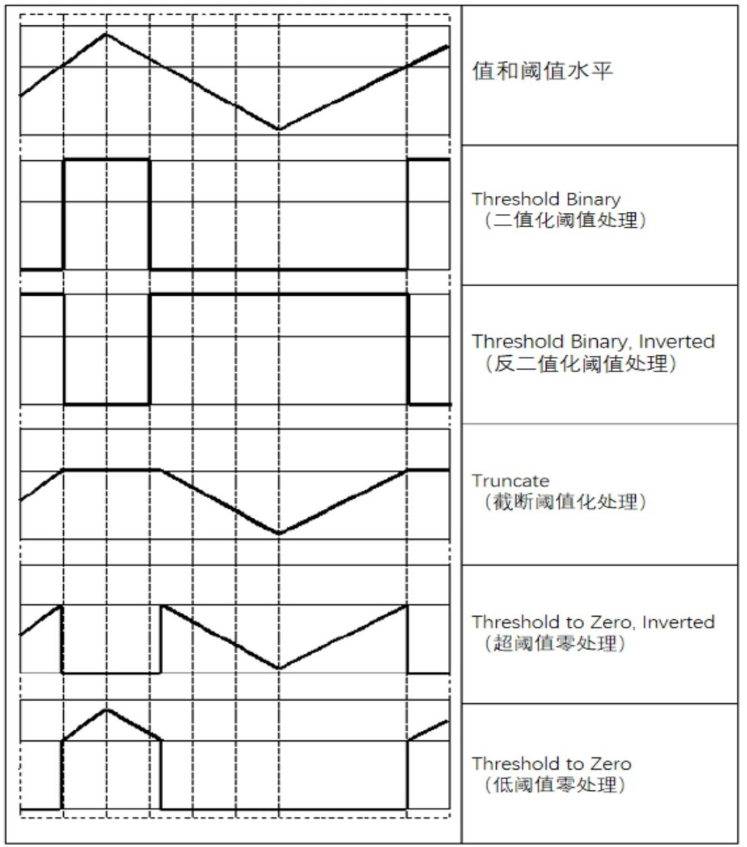 值和阈值水平
Threshold Binary
（二值化阈值处理）
Threshold Binary, Inverted
（反二值化阈值处理）
Truncate
（截断阈值化处理）
Threshold to Zero, Inverted
（超阈值零处理）
Threshold to Zero
（低阈值零处理）